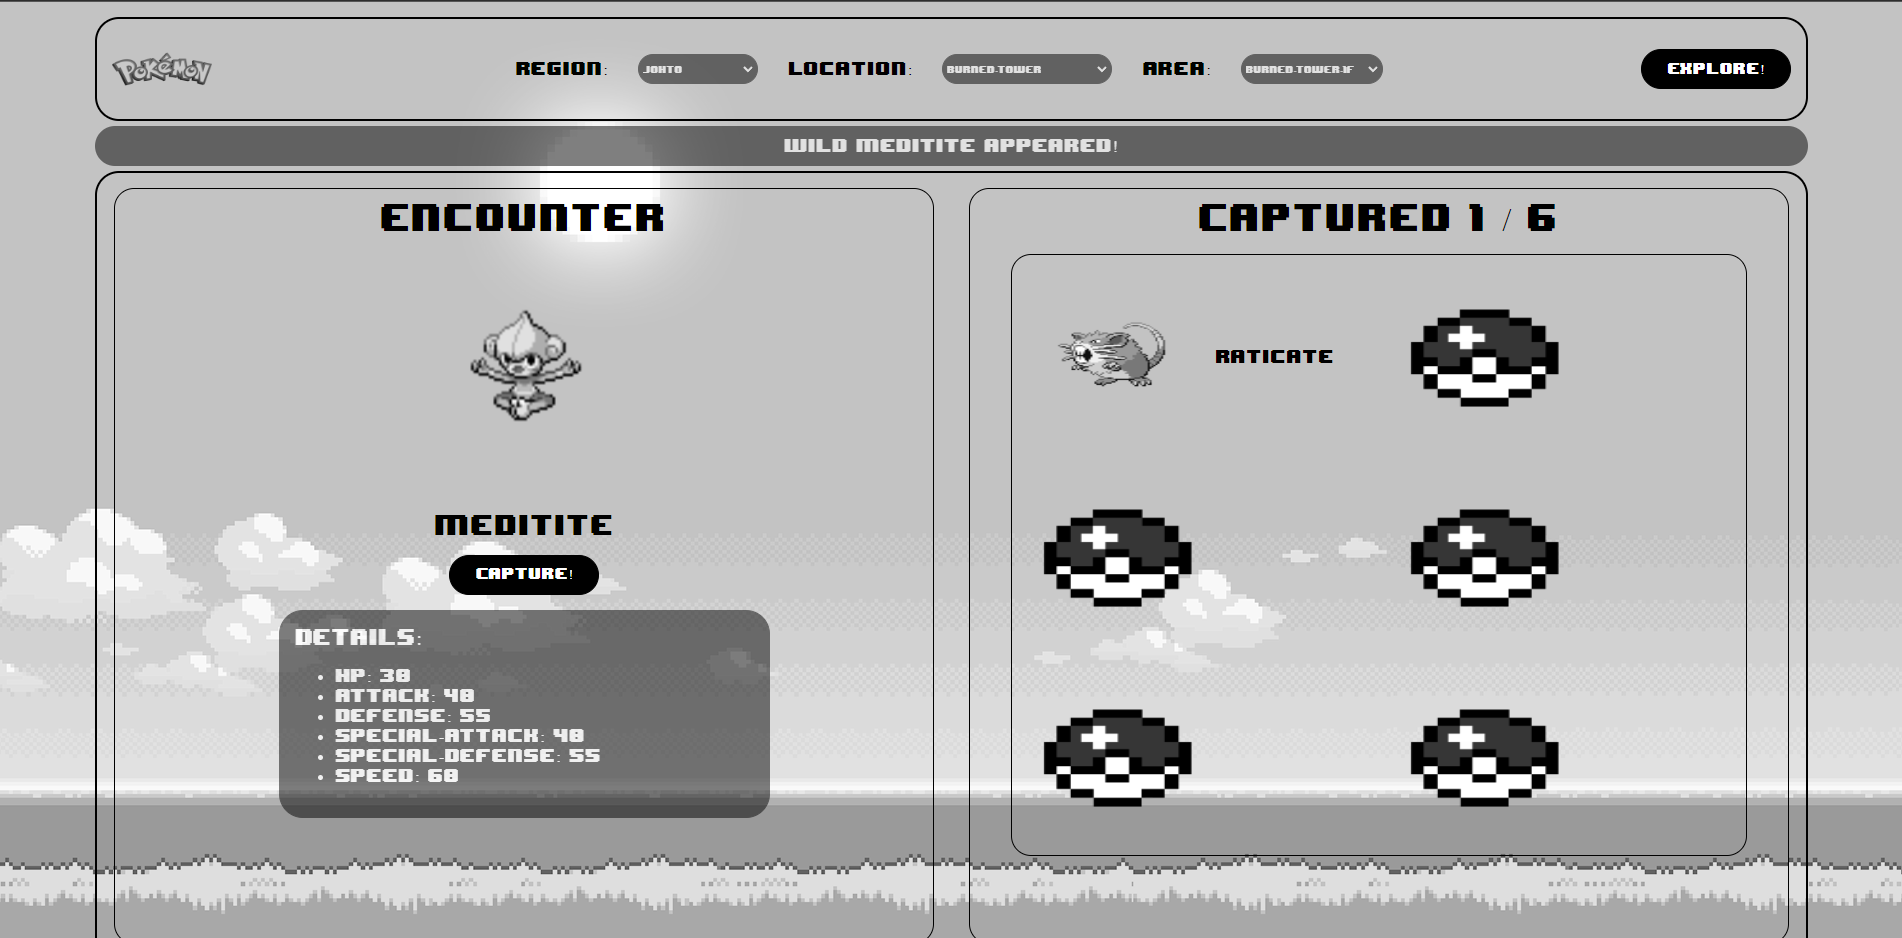 POKéMON
REGION: JOHTO LOCATION: BURNED-TOWER AREA: BURNED-TOWER-1F EXPLORE!
WILD MEDITITE APPEARED!
ENCOUNTER
MEDITITE
CAPTURE!
DETAILS:
• HP: 30
• ATTACK: 40
• DEFENSE: 55
• SPECIAL-ATTACK: 40
• SPECIAL-DEFENSE: 55
• SPEED: 60
CAPTURED 1 / 6
RATICATE